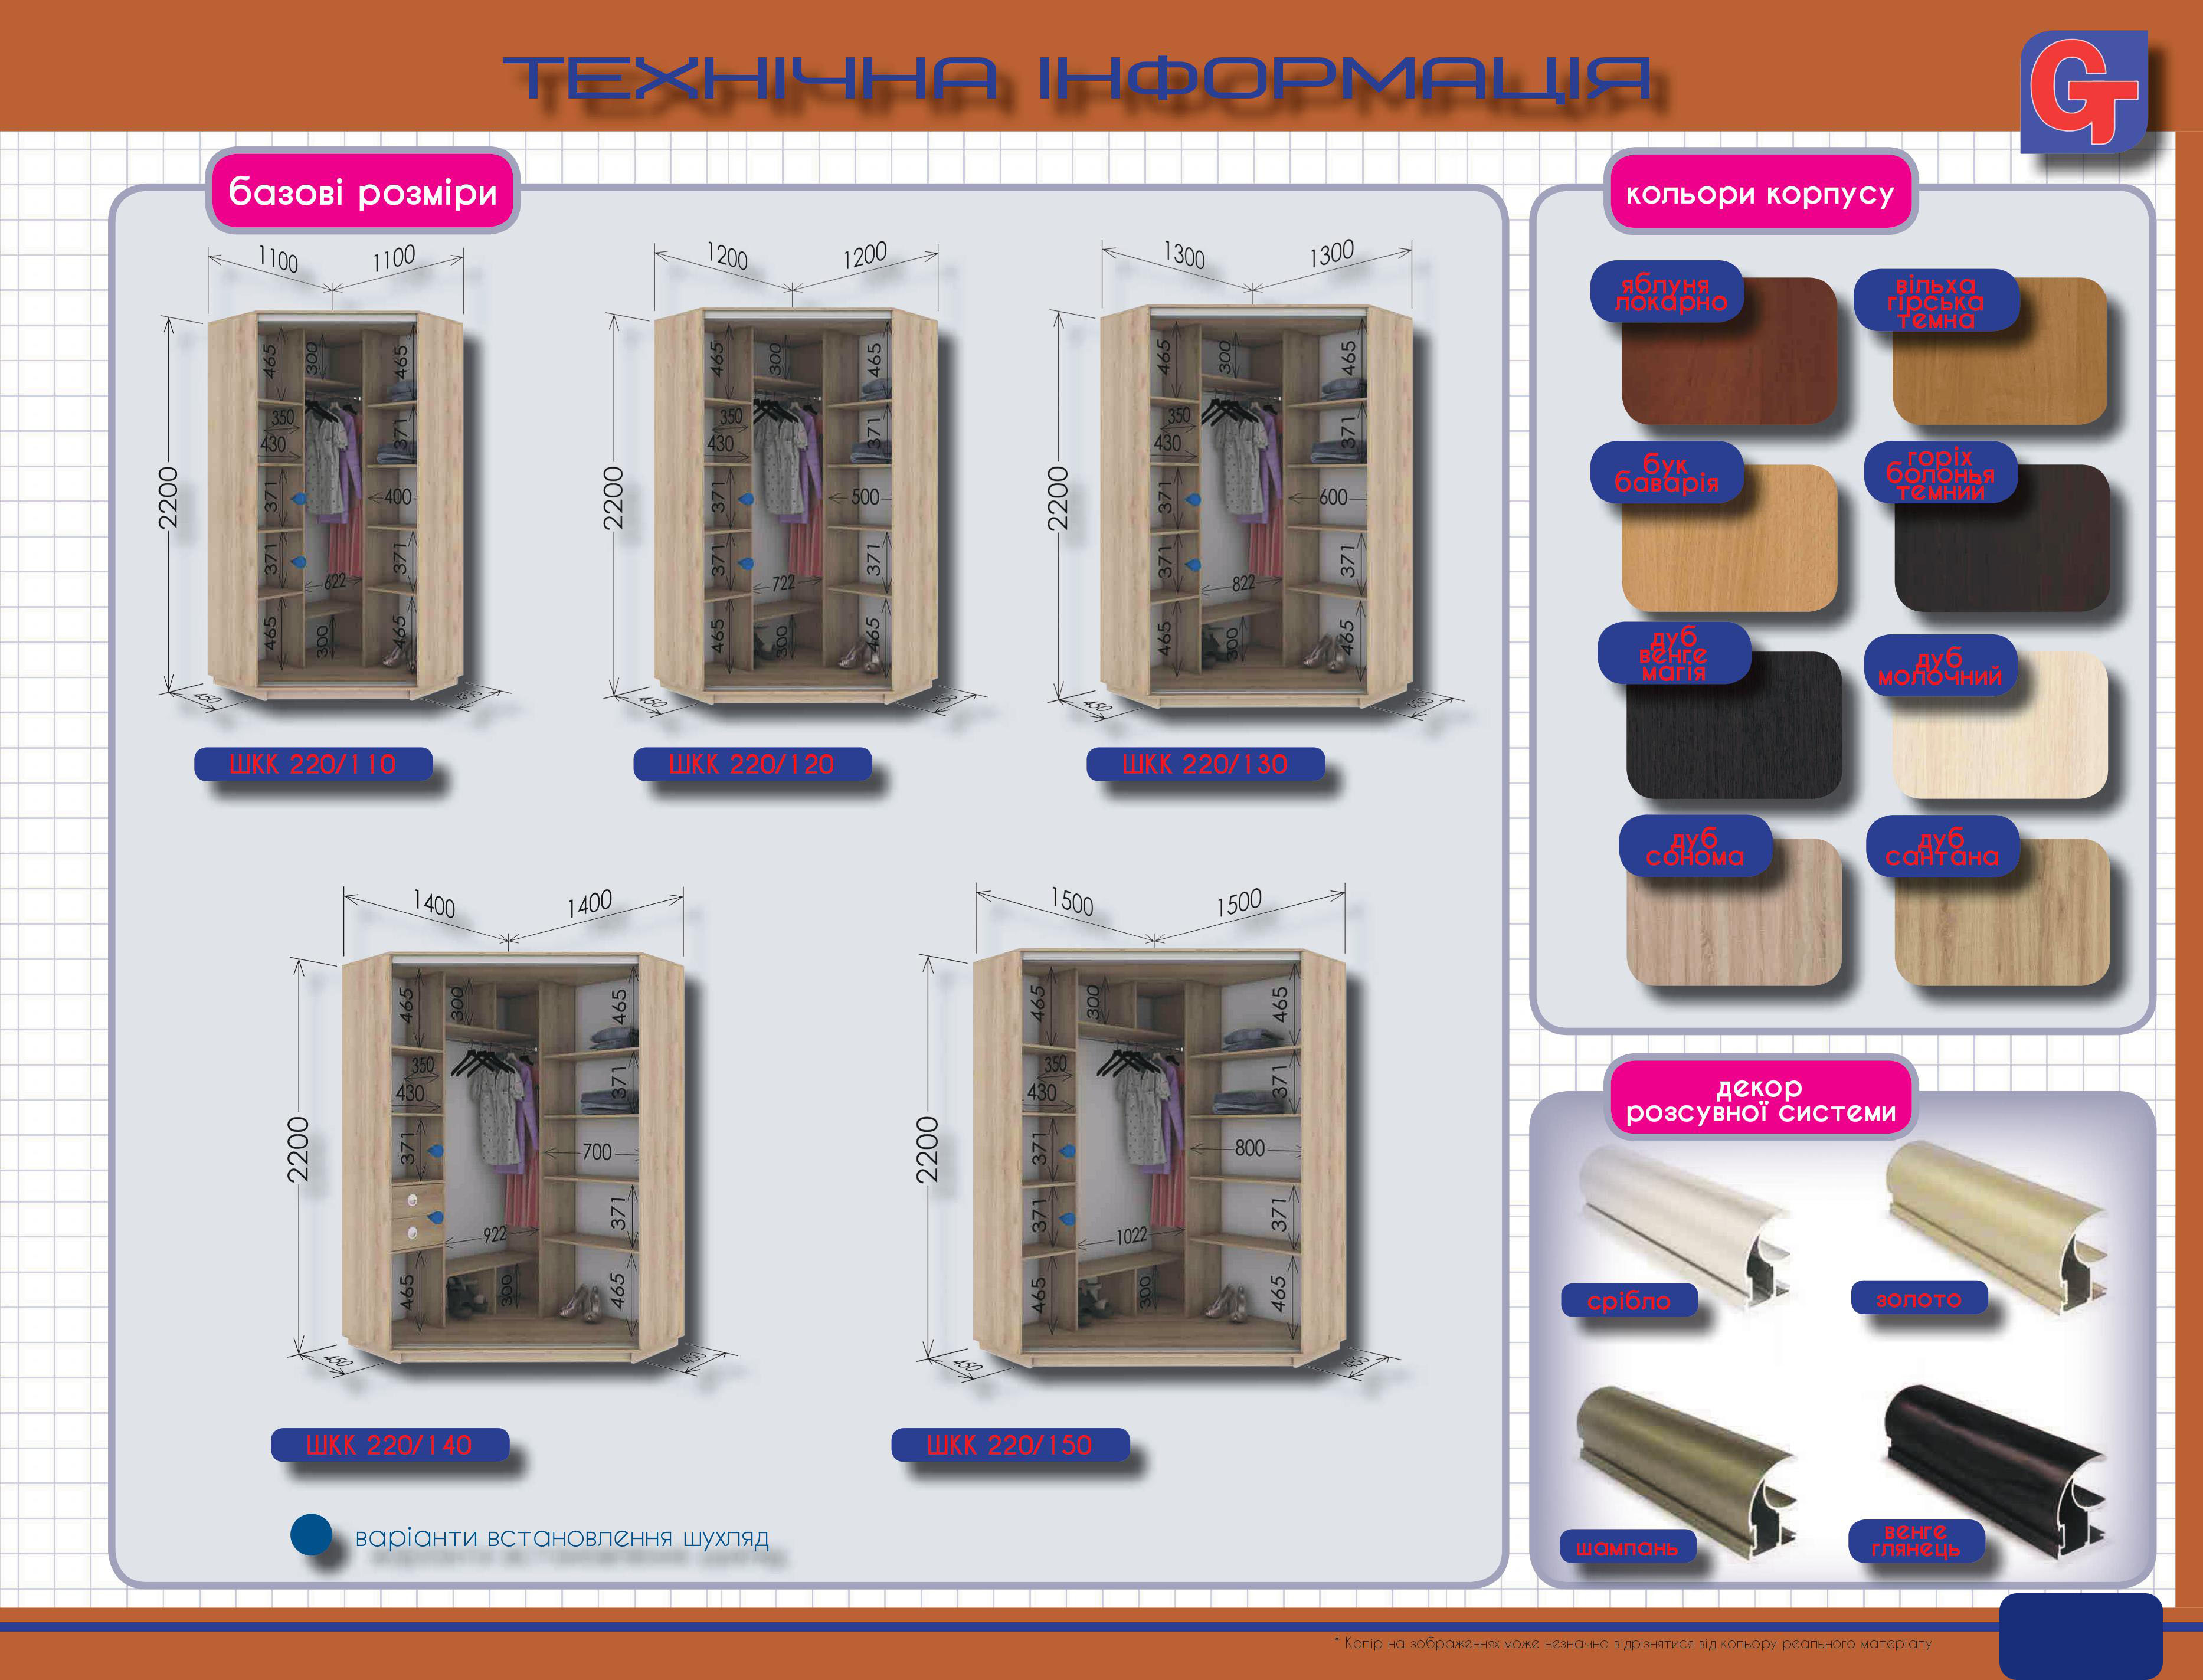 ТЕХНІЧНА ІНФОРМАЦІЯ
GT
базові розміри
1100 1100
2200
465 300 465
350
430 371
371 400
371 622 371
465 300 465
450 450
ШКК 220/110
1200 1200
2200
465 300 465
350
430 371
371 500
371 722 371
465 300 465
450 450
ШКК 220/120
1300 1300
2200
465 300 465
350
430 371
371 600
371 822 371
465 300 465
450 450
ШКК 220/130
1400 1400
2200
465 300 465
350
430 371
371 700
922 371
465 300 465
450 450
ШКК 220/140
1500 1500
2200
465 300 465
350
430 371
371 800
371 1022 371
465 300 465
450 450
ШКК 220/150
варіанти встановлення шухляд
кольори корпусу
яблуня
локарно
вільха
гірська
темна
бук
баварія
горіх
болонья
темний
дуб
венге
магія
дуб
молочний
дуб
сонома
дуб
сантана
декор
розсувної системи
срібло
золото
шампань
венге
глянець
* Колір на зображеннях може незначно відрізнятися від кольору реального матеріалу